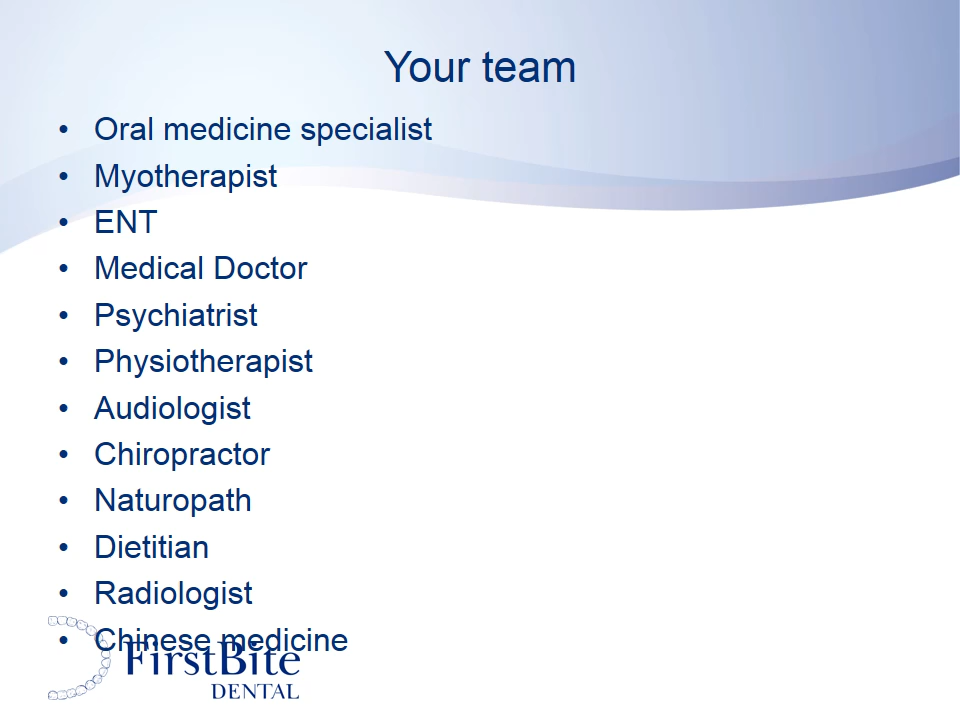 Your team
• Oral medicine specialist
• Myotherapist
• ENT
• Medical Doctor
• Psychiatrist
• Physiotherapist
• Audiologist
• Chiropractor
• Naturopath
• Dietitian
• Radiologist
• Chinese medicine
FirstBite
DENTAL